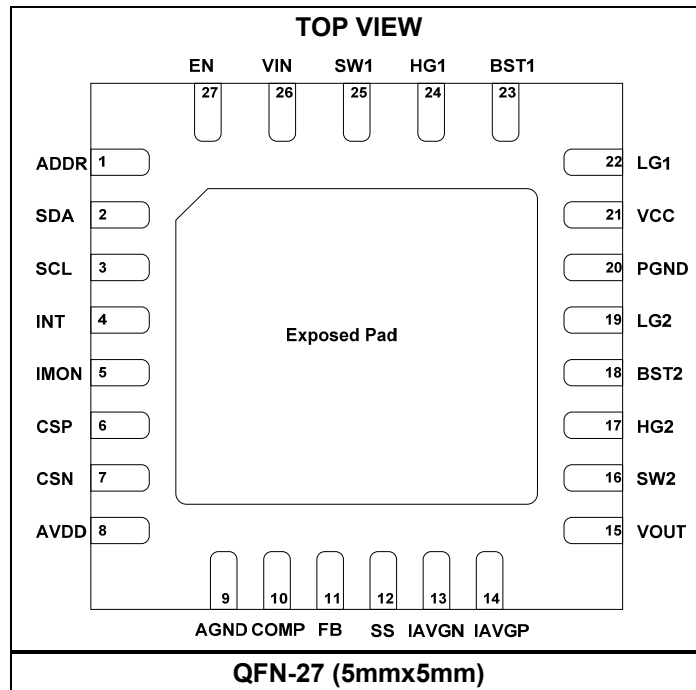 TOP VIEW
EN VIN SW1 HG1 BST1
27 26 25 24 23
ADDR 1 22 LG1
SDA 2 21 VCC
SCL 3 20 PGND
INT 4 19 LG2
Exposed Pad
IMON 5 18 BST2
CSP 6 17 HG2
CSN 7 16 SW2
AVDD 8 15 VOUT
9 10 11 12 13 14
AGND COMP FB SS IAVGN IAVGP
QFN-27 (5mmx5mm)